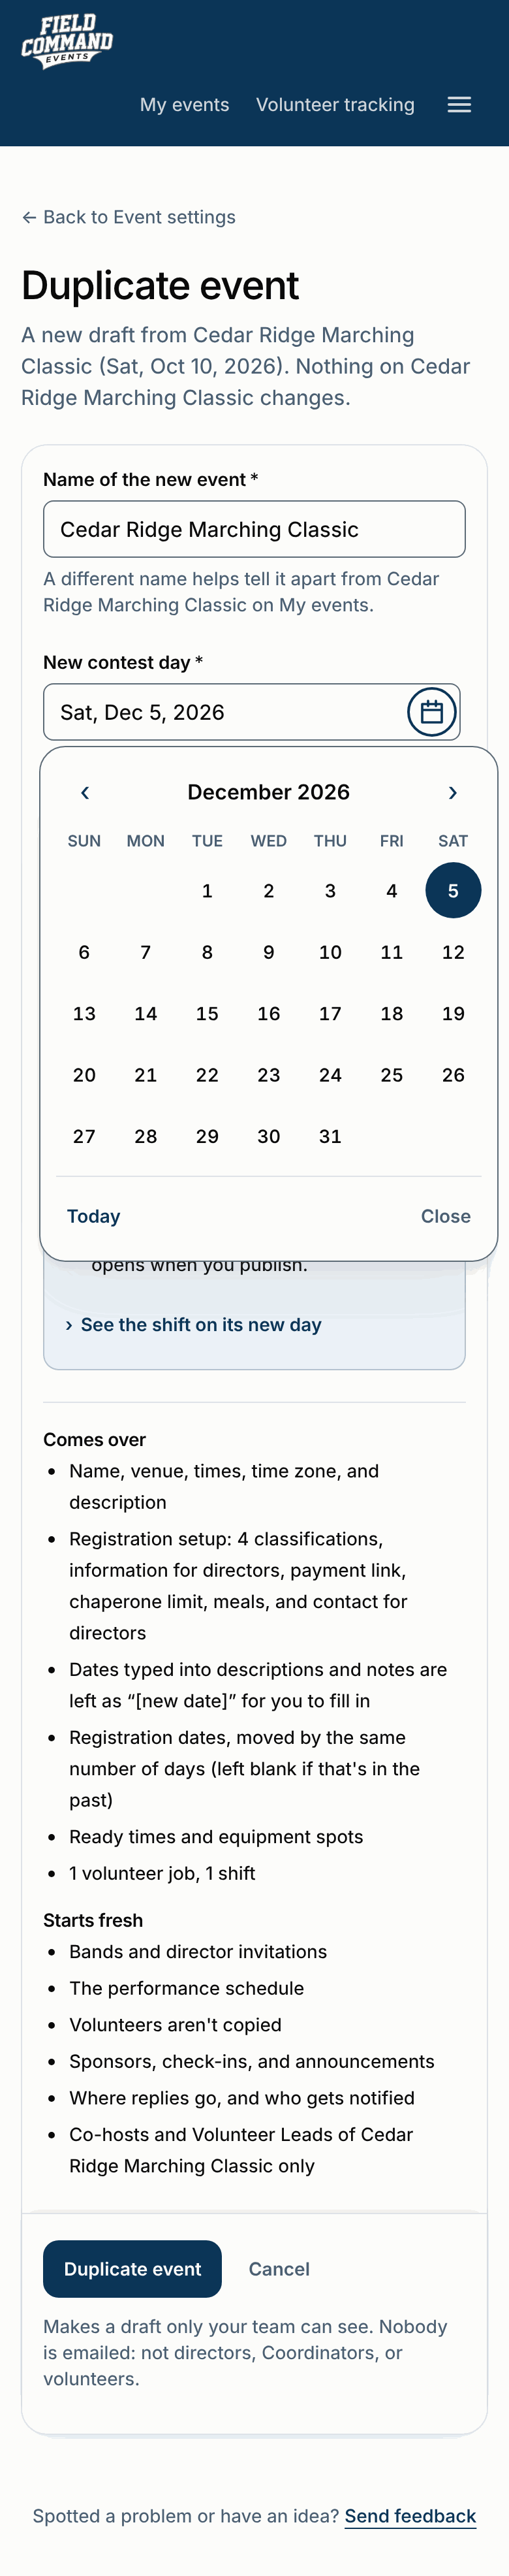 FIELD
COMMAND
EVENTS
My events
Volunteer tracking
← Back to Event settings
Duplicate event
A new draft from Cedar Ridge Marching
Classic (Sat, Oct 10, 2026). Nothing on Cedar
Ridge Marching Classic changes.
Name of the new event *
Cedar Ridge Marching Classic
A different name helps tell it apart from Cedar
Ridge Marching Classic on My events.
New contest day *
Sat, Dec 5, 2026
‹ December 2026 ›
SUN MON TUE WED THU FRI SAT
1 2 3 4 5
6 7 8 9 10 11 12
13 14 15 16 17 18 19
20 21 22 23 24 25 26
27 28 29 30 31
Today Close
opens when you publish.
› See the shift on its new day
Comes over
• Name, venue, times, time zone, and
description
• Registration setup: 4 classifications,
information for directors, payment link,
chaperone limit, meals, and contact for
directors
• Dates typed into descriptions and notes are
left as “[new date]” for you to fill in
• Registration dates, moved by the same
number of days (left blank if that's in the
past)
• Ready times and equipment spots
• 1 volunteer job, 1 shift
Starts fresh
• Bands and director invitations
• The performance schedule
• Volunteers aren't copied
• Sponsors, check-ins, and announcements
• Where replies go, and who gets notified
• Co-hosts and Volunteer Leads of Cedar
Ridge Marching Classic only
Duplicate event Cancel
Makes a draft only your team can see. Nobody
is emailed: not directors, Coordinators, or
volunteers.
Spotted a problem or have an idea? Send feedback